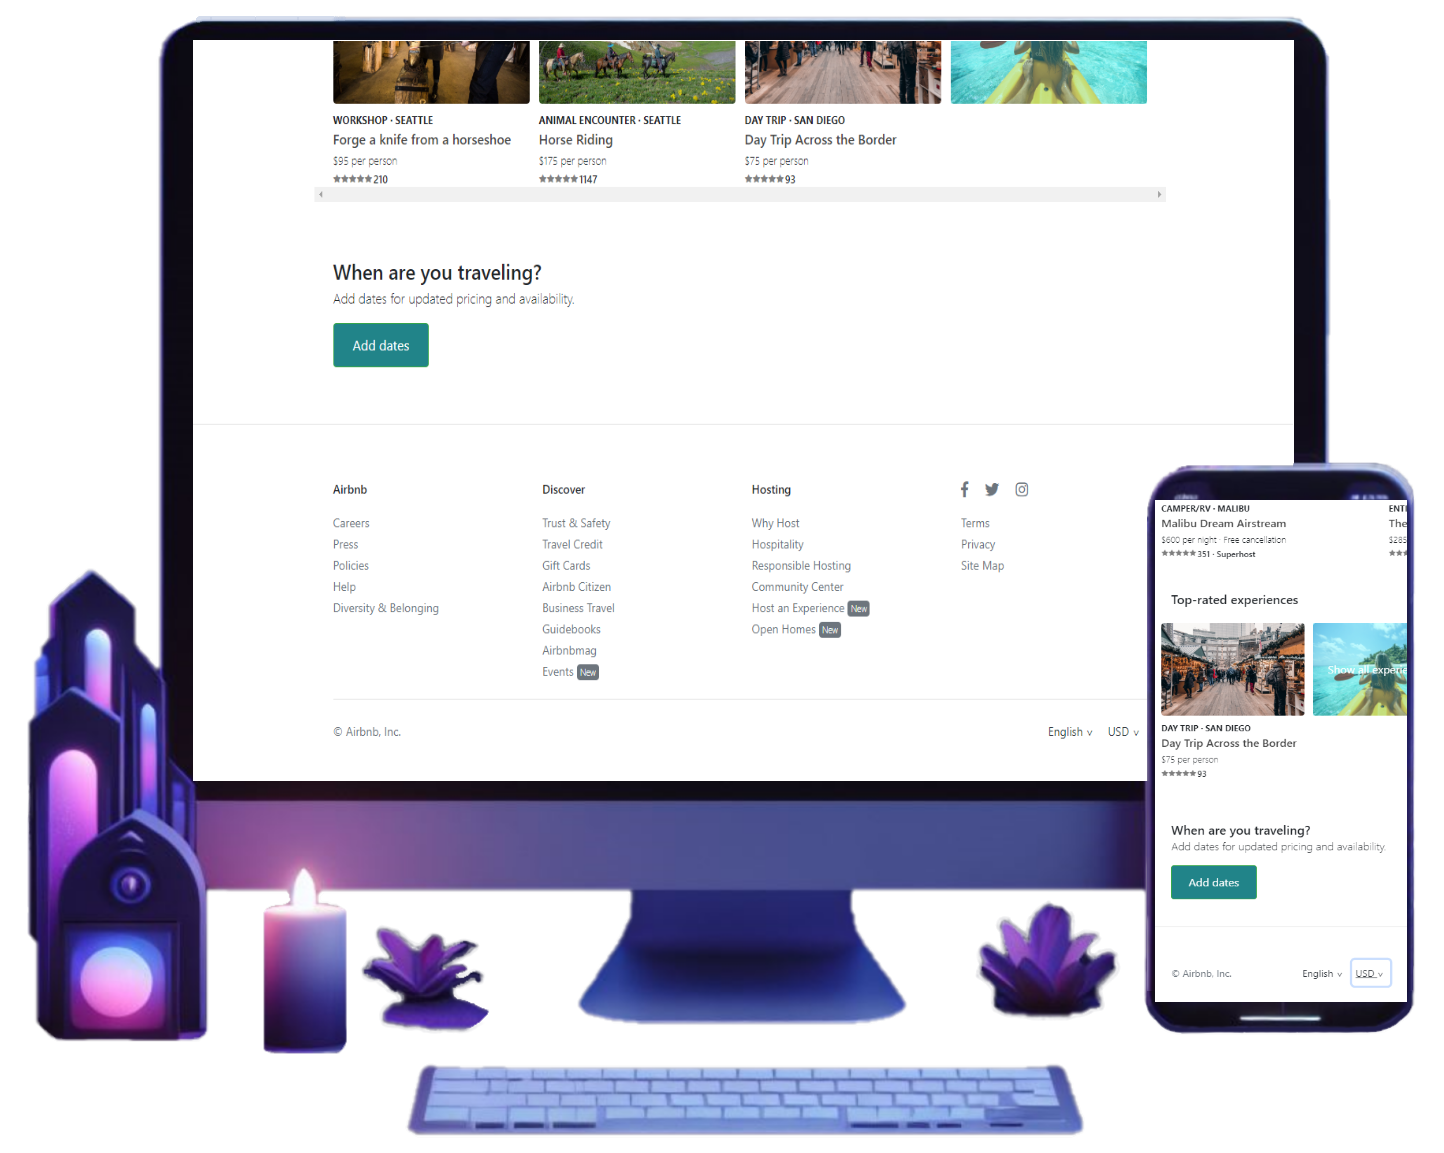 WORKSHOP · SEATTLE
Forge a knife from a horseshoe
$95 per person
★★★★★ 210
ANIMAL ENCOUNTER · SEATTLE
Horse Riding
$175 per person
★★★★★ 1147
DAY TRIP · SAN DIEGO
Day Trip Across the Border
$75 per person
★★★★★ 93
When are you traveling?
Add dates for updated pricing and availability.
Add dates
Airbnb
Careers
Press
Policies
Help
Diversity & Belonging
Discover
Trust & Safety
Travel Credit
Gift Cards
Airbnb Citizen
Business Travel
Guidebooks
Airbnbmag
Events New
Hosting
Why Host
Hospitality
Responsible Hosting
Community Center
Host an Experience New
Open Homes New
Terms
Privacy
Site Map
© Airbnb, Inc.
English v USD v
CAMPER/RV · MALIBU
Malibu Dream Airstream
$600 per night · Free cancellation
★★★★★ 351 · Superhost
The
$285
Top-rated experiences
Show all
DAY TRIP · SAN DIEGO
Day Trip Across the Border
$75 per person
★★★★★ 93
When are you traveling?
Add dates for updated pricing and availability.
Add dates
© Airbnb, Inc.
English v USD v